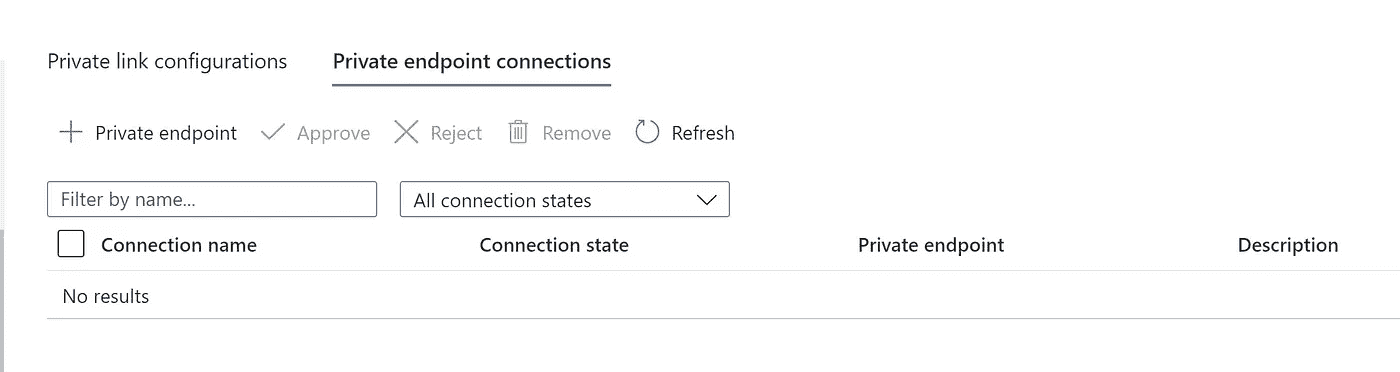 Private link configurations Private endpoint connections
Private endpoint Approve Reject Remove Refresh
Filter by name... All connection states
Connection name Connection state Private endpoint Description
No results